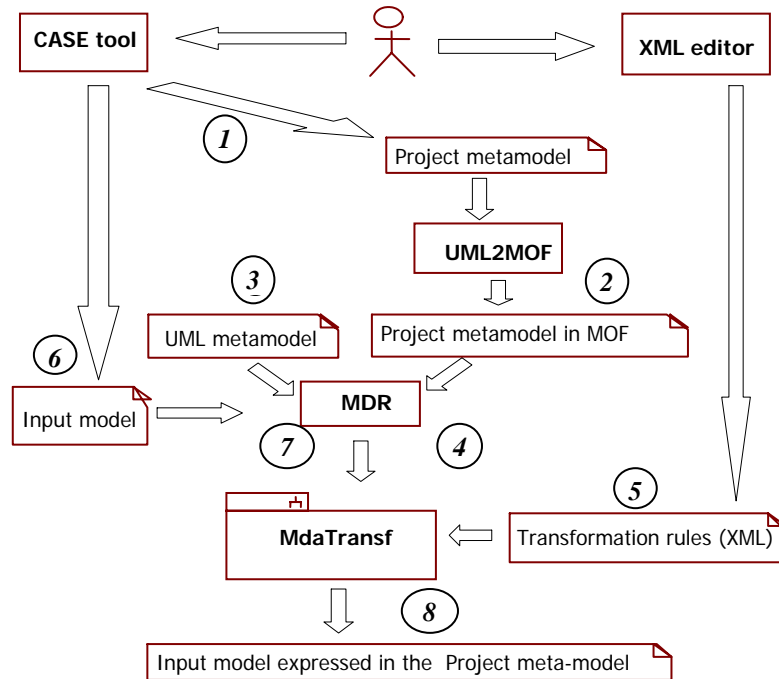 CASE tool
XML editor
1
Project metamodel
UML2MOF
3
2
UML metamodel
Project metamodel in MOF
6
Input model
MDR
7
4
5
MdaTransf
Transformation rules (XML)
8
Input model expressed in the Project meta-model